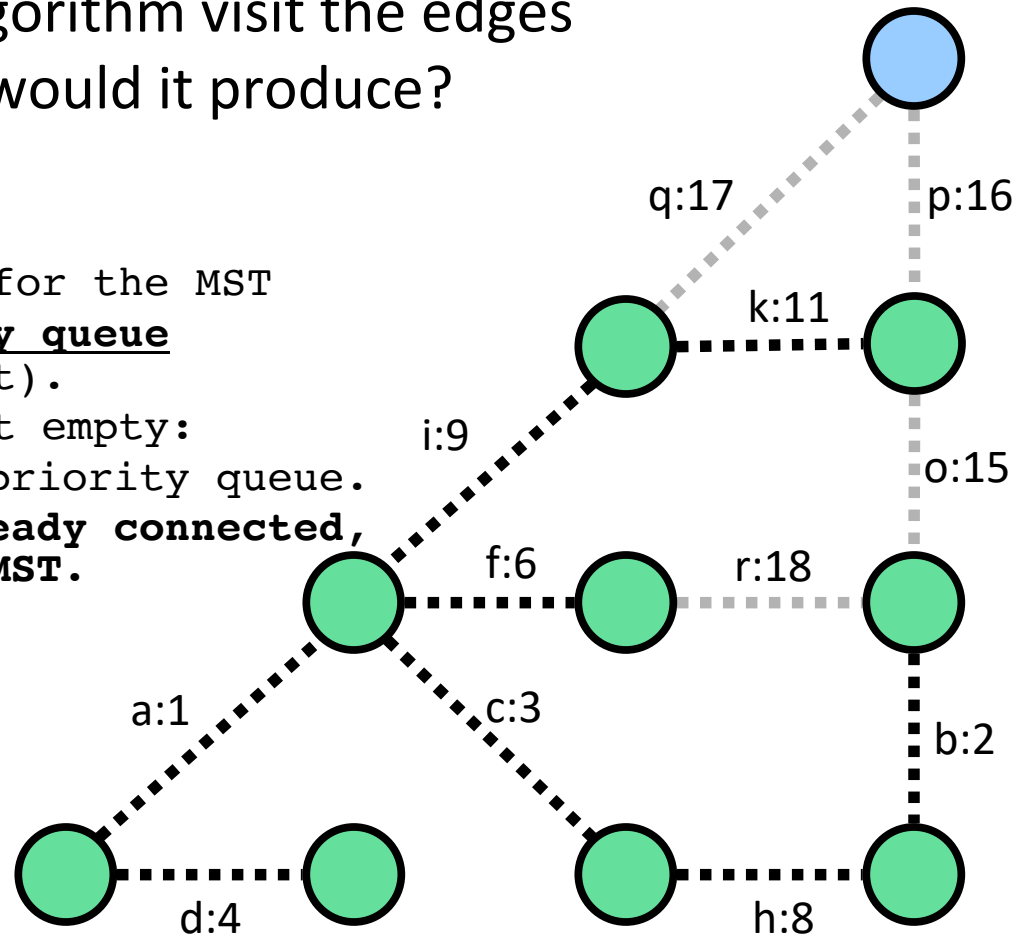 gorithm visit the edges
would it produce?
q:17
p:16
for the MST
k:11
y queue
t).
t empty:
i:9
priority queue.
o:15
eady connected,
f:6
r:18
MST.
a:1
c:3
b:2
d:4
h:8